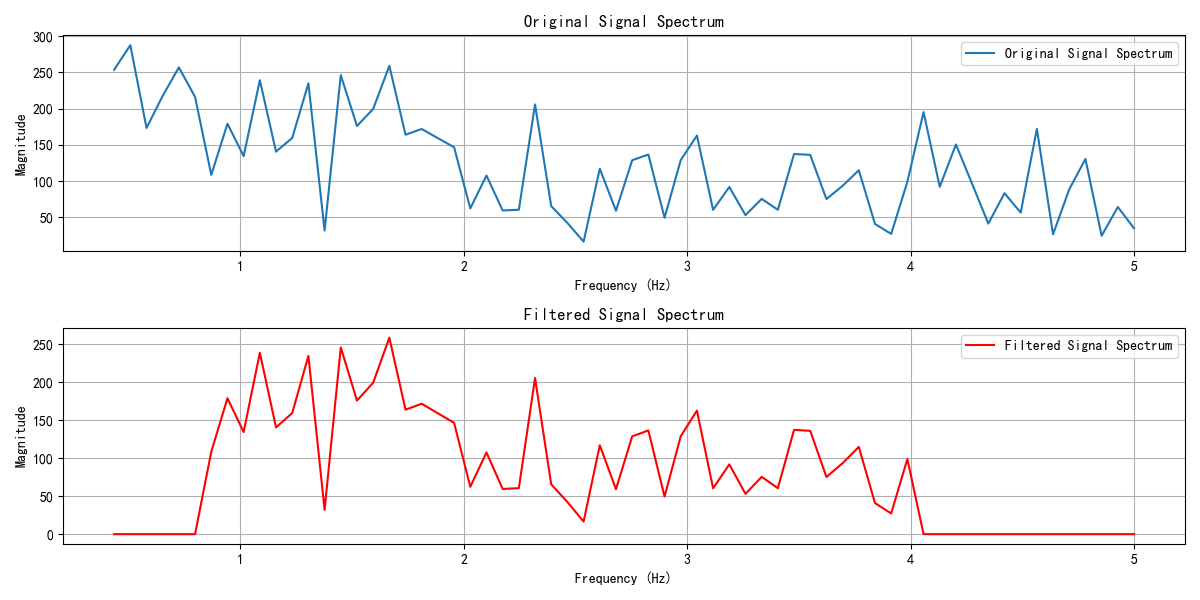 Original Signal Spectrum
300
250
200
150
100
50
Magnitude
Original Signal Spectrum
1 2 3 4 5
Frequency (Hz)
Filtered Signal Spectrum
250
200
150
100
50
0
Magnitude
Filtered Signal Spectrum
1 2 3 4 5
Frequency (Hz)